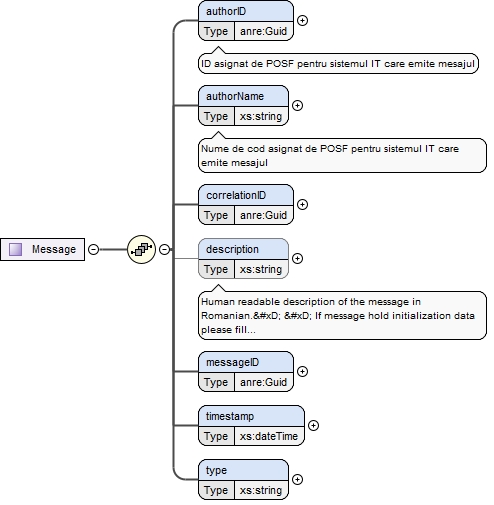 authorID
Type anre:Guid
ID asignat de POSF pentru sistemul IT care emite mesajul
authorName
Type xs:string
Nume de cod asignat de POSF pentru sistemul IT care
emite mesajul
correlationID
Type anre:Guid
Message
description
Type xs:string
Human readable description of the message in
Romanian.&#xD; &#xD; If message hold initialization data
please fill...
messageID
Type anre:Guid
timestamp
Type xs:dateTime
type
Type xs:string